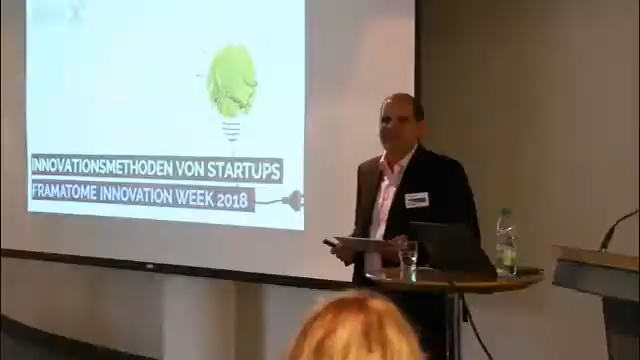 INNOVATIONSMETHODEN VON STARTUPS
FRAMATOME INNOVATION WEEK 2018